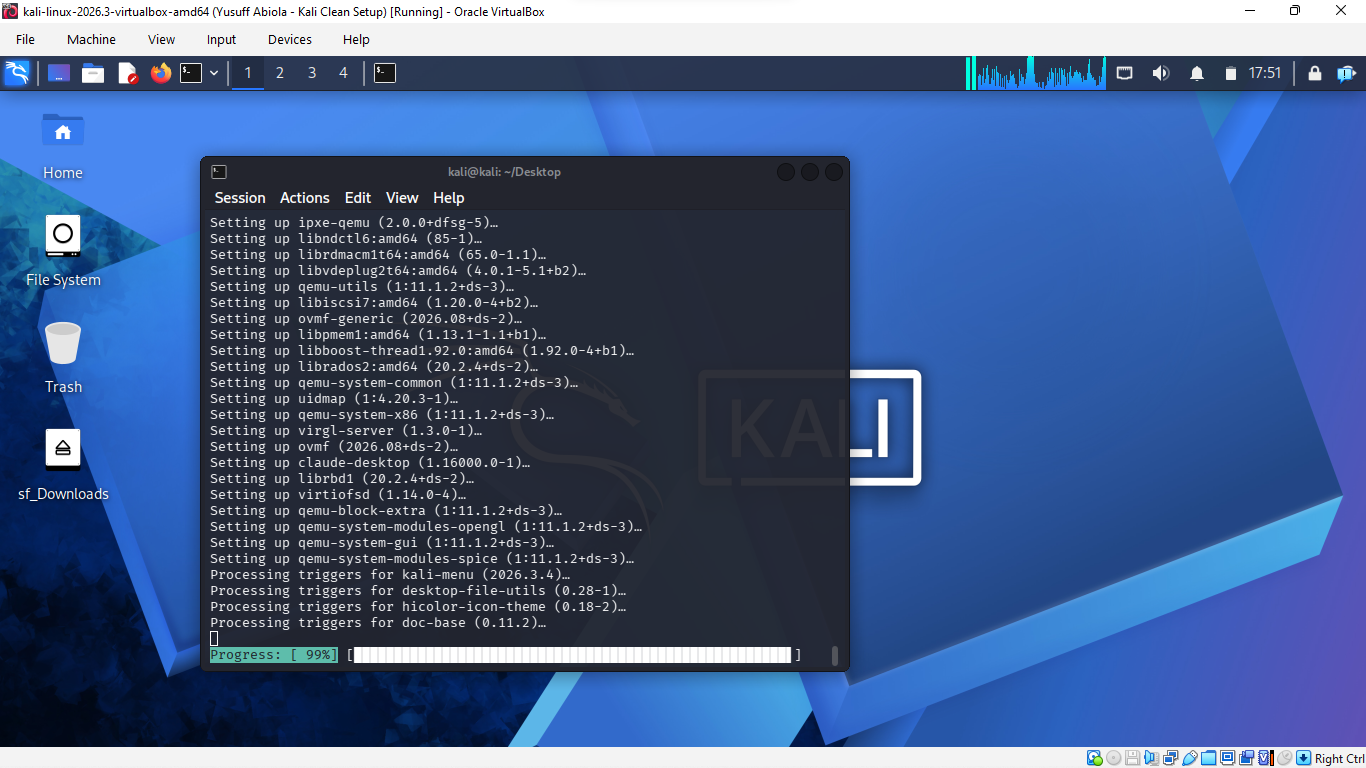 kali-linux-2026.3-virtualbox-amd64 (Yusuff Abiola - Kali Clean Setup) [Running] - Oracle VirtualBox
File Machine View Input Devices Help
1 2 3 4 17:51
Home
File System
Trash
sf_Downloads
kali@kali: ~/Desktop
Session Actions Edit View Help
Setting up ipxe-qemu (2.0.0+dfsg-5)…
Setting up libndctl6:amd64 (85-1)…
Setting up librdmacm1t64:amd64 (65.0-1.1)…
Setting up libvdeplug2t64:amd64 (4.0.1-5.1+b2)…
Setting up qemu-utils (1:11.1.2+ds-3)…
Setting up libiscsi7:amd64 (1.20.0-4+b2)…
Setting up ovmf-generic (2026.08+ds-2)…
Setting up libpmem1:amd64 (1.13.1-1.1+b1)…
Setting up libboost-thread1.92.0:amd64 (1.92.0-4+b1)…
Setting up librados2:amd64 (20.2.4+ds-2)…
Setting up qemu-system-common (1:11.1.2+ds-3)…
Setting up uidmap (1:4.20.3-1)…
Setting up qemu-system-x86 (1:11.1.2+ds-3)…
Setting up virgl-server (1.3.0-1)…
Setting up ovmf (2026.08+ds-2)…
Setting up claude-desktop (1.16000.0-1)…
Setting up librbd1 (20.2.4+ds-2)…
Setting up virtiofsd (1.14.0-4)…
Setting up qemu-block-extra (1:11.1.2+ds-3)…
Setting up qemu-system-modules-opengl (1:11.1.2+ds-3)…
Setting up qemu-system-gui (1:11.1.2+ds-3)…
Setting up qemu-system-modules-spice (1:11.1.2+ds-3)…
Processing triggers for kali-menu (2026.3.4)…
Processing triggers for desktop-file-utils (0.28-1)…
Processing triggers for hicolor-icon-theme (0.18-2)…
Processing triggers for doc-base (0.11.2)…
Progress: [ 99%] [ ]
KALI
Right Ctrl